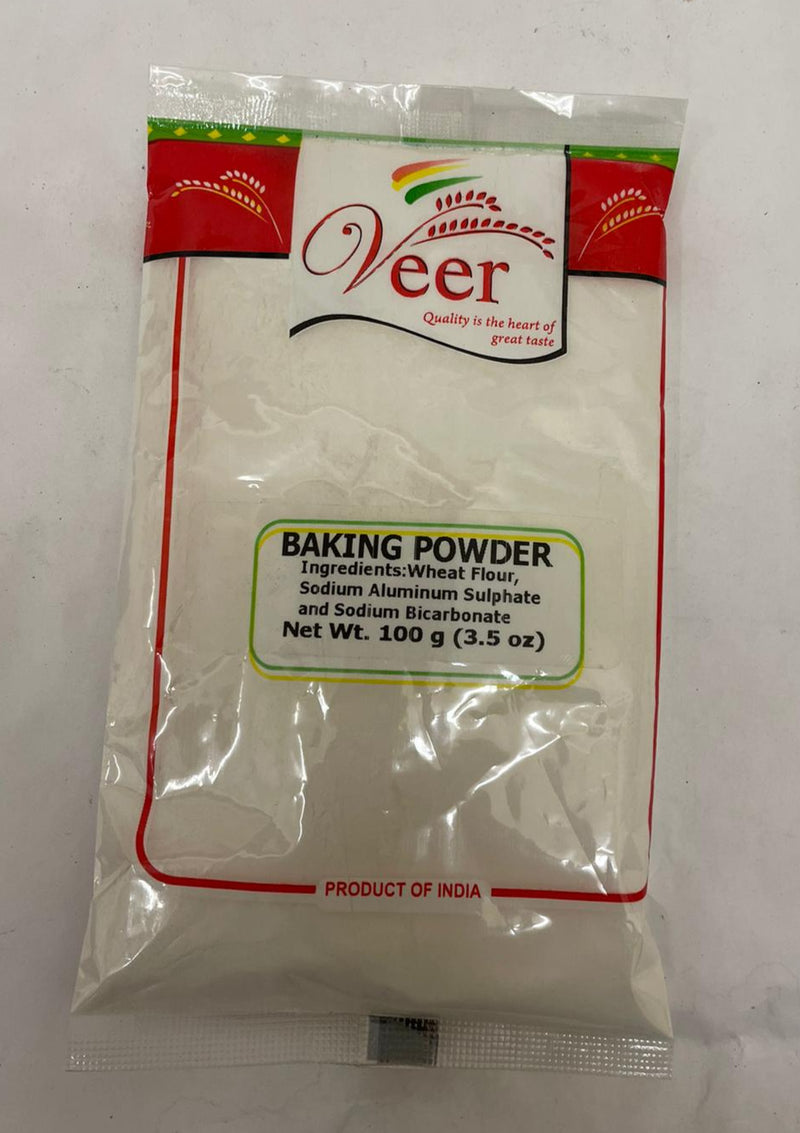 Veer
Quality is the heart of
great taste
BAKING POWDER
Ingredients:Wheat Flour,
Sodium Aluminum Sulphate
and Sodium Bicarbonate
Net Wt. 100 g (3.5 oz)
PRODUCT OF INDIA